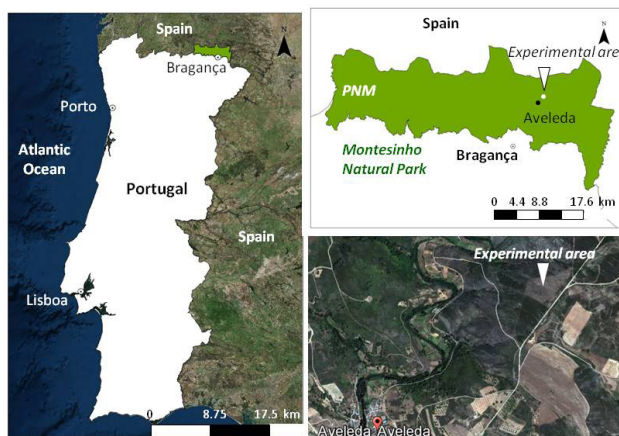 Spain
N
Bragança
Porto
Atlantic
Ocean
Portugal
Spain
Lisboa
0 8.75 17.5 km
Spain
N
Experimental area
PNM
Aveleda
Montesinho
Natural Park
Bragança
0 4.4 8.8 17.6 km
Experimental
area
Aveleda Aveleda